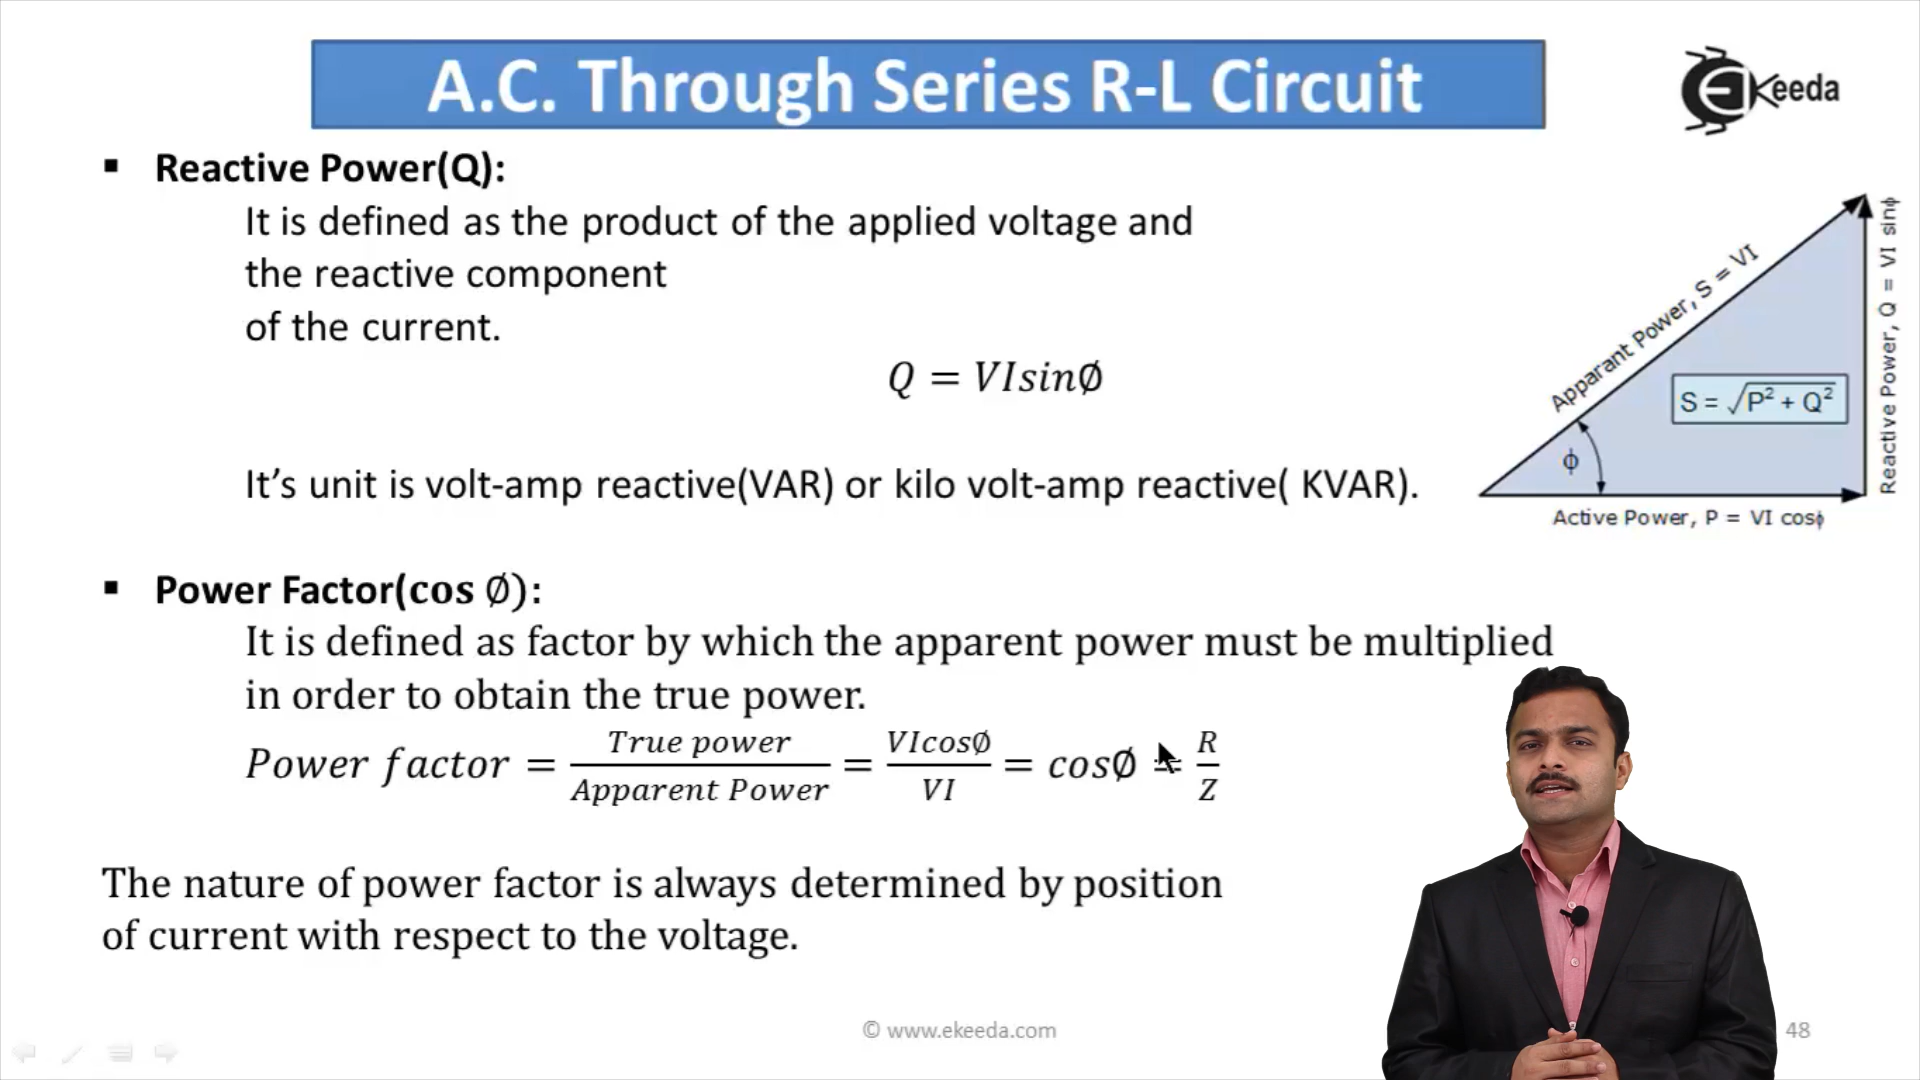 A.C. Through Series R-L Circuit
EKeeda
▪ Reactive Power(Q):
It is defined as the product of the applied voltage and
the reactive component
of the current.
Q = VIsin∅
It’s unit is volt-amp reactive(VAR) or kilo volt-amp reactive( KVAR).
Apparant Power, S = VI
Reactive Power, Q = VI sinϕ
S = √P² + Q²
ϕ
Active Power, P = VI cosϕ
▪ Power Factor(cos ∅):
It is defined as factor by which the apparent power must be multiplied
in order to obtain the true power.
Power factor = True power / Apparent Power = VIcos∅ / VI = cos∅ = R / Z
The nature of power factor is always determined by position
of current with respect to the voltage.
© www.ekeeda.com
48